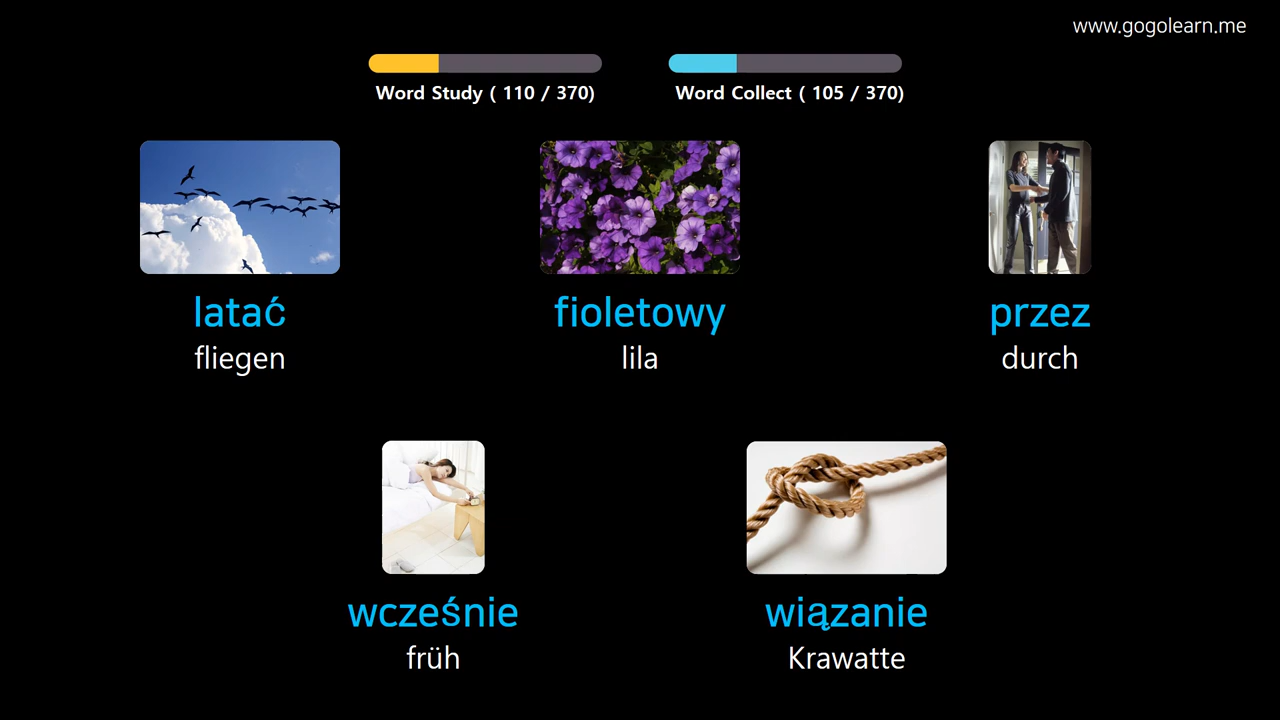 www.gogolearn.me
Word Study ( 110 / 370)
Word Collect ( 105 / 370)
latać
fliegen
fioletowy
lila
przez
durch
wcześnie
früh
wiązanie
Krawatte